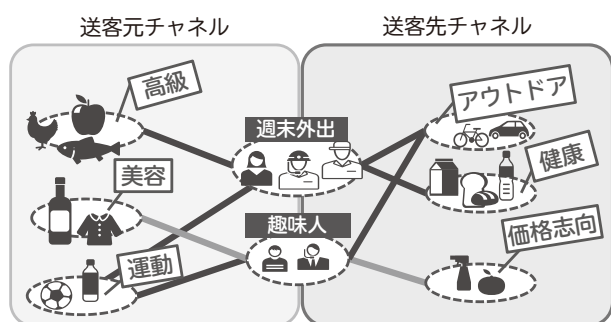 送客元チャネル
送客先チャネル
高級
週末外出
アウトドア
美容
健康
趣味人
運動
価格志向